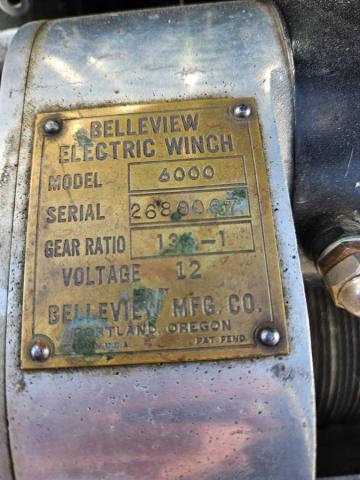 BELLEVIEW
ELECTRIC WINCH
MODEL 6000
SERIAL
GEAR RATIO
VOLTAGE 12
BELLEVIEW MFG. CO.
PORTLAND, OREGON
PAT. PEND.